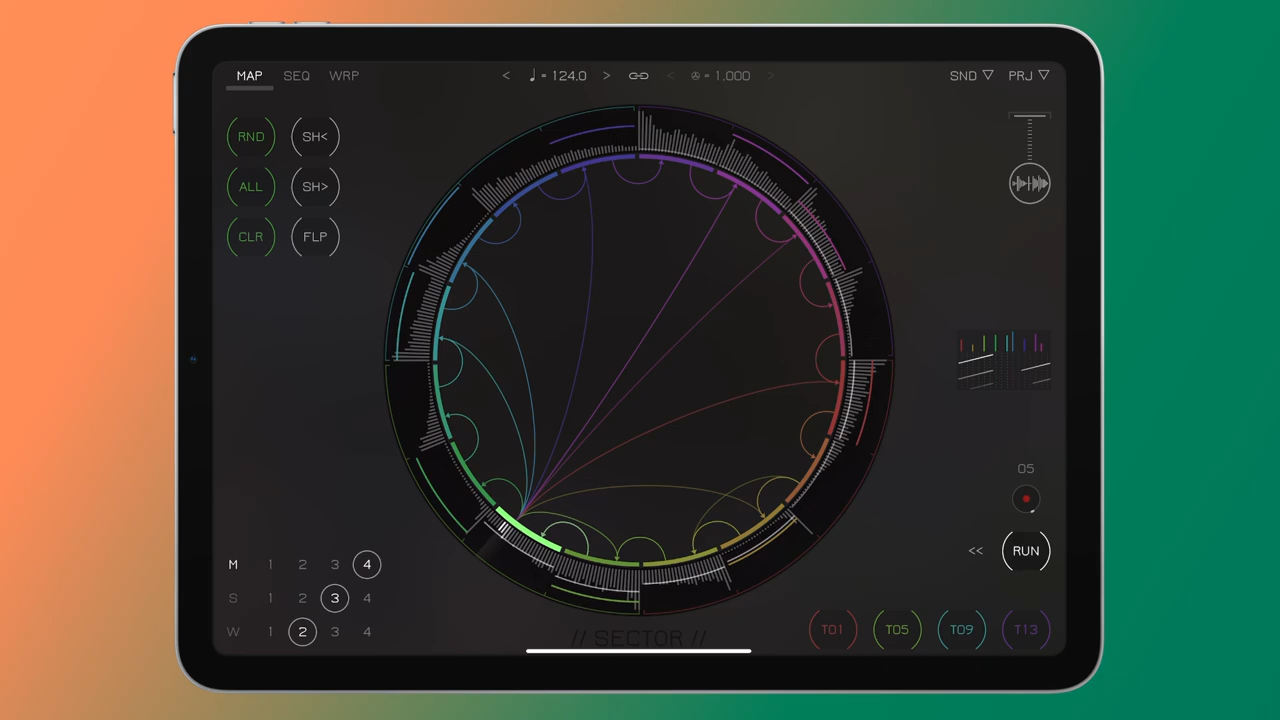 MAP SEQ WRP < ♩ = 124.0 > < = 1.000 > SND ▽ PRJ ▽
RND SH<
ALL SH>
CLR FLP
05
<< RUN
M 1 2 3 4
S 1 2 3 4
W 1 2 3 4
T01 T05 T09 T13
// SECTOR //